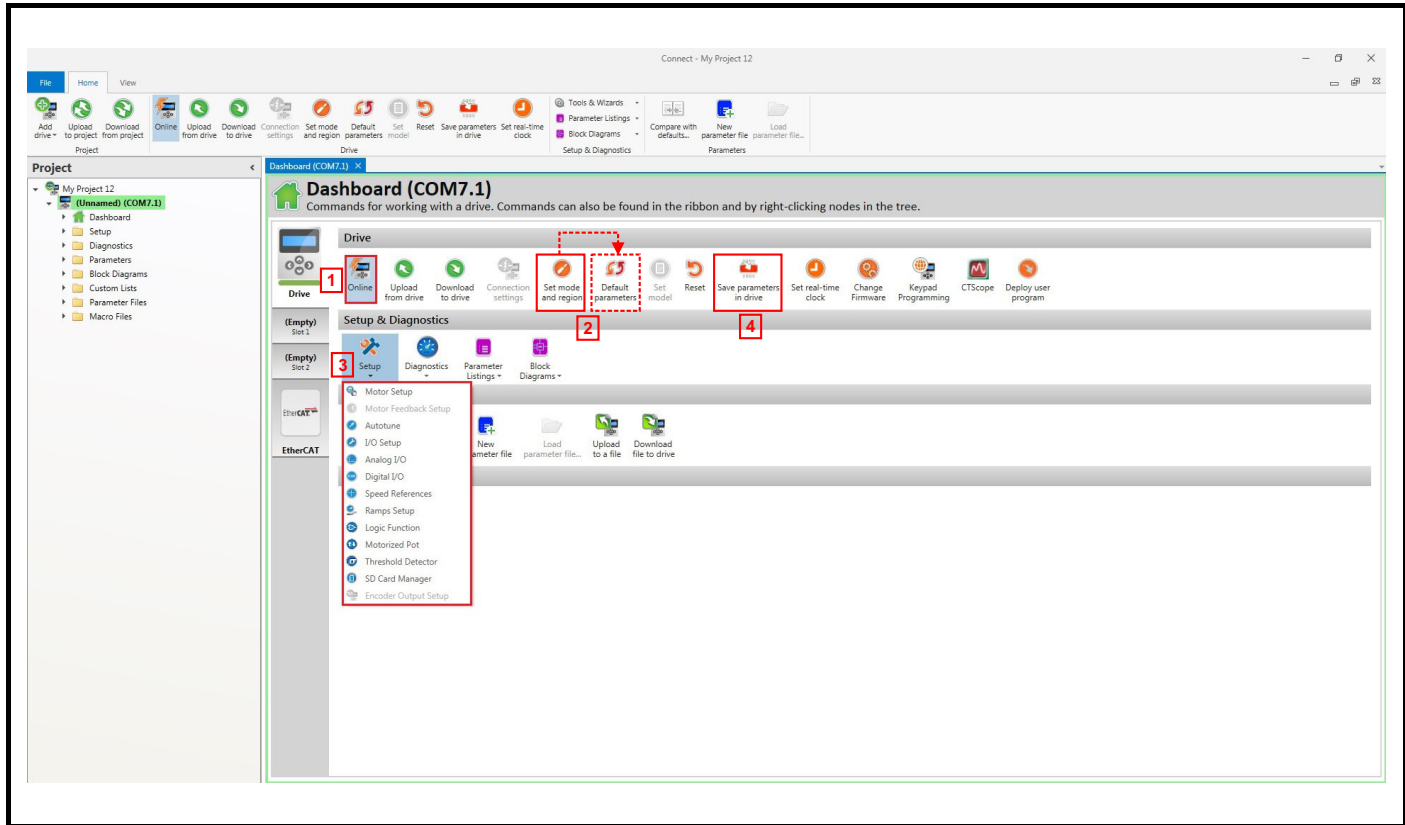 Connect - My Project 12
File Home View
Add drive Upload to project Download from project Online Upload from drive Download to drive Connection settings Set mode and region Default parameters Set model Reset Save parameters in drive Set real-time clock Tools & Wizards Parameter Listings Block Diagrams Compare with defaults... New parameter file Load parameter file...
Project Drive Setup & Diagnostics Parameters
Project <
Dashboard (COM7.1) ×
My Project 12
(Unnamed) (COM7.1)
Dashboard
Setup
Diagnostics
Parameters
Block Diagrams
Custom Lists
Parameter Files
Macro Files
Dashboard (COM7.1)
Commands for working with a drive. Commands can also be found in the ribbon and by right-clicking nodes in the tree.
Drive
(Empty)
Slot 1
(Empty)
Slot 2
EtherCAT
EtherCAT
Drive
1
Online Upload from drive Download to drive Connection settings Set mode and region Default parameters Set model Reset Save parameters in drive Set real-time clock Change Firmware Keypad Programming CTScope Deploy user program
2
4
Setup & Diagnostics
3
Setup Diagnostics Parameter Listings Block Diagrams
Motor Setup
Motor Feedback Setup
Autotune
I/O Setup
Analog I/O
Digital I/O
Speed References
Ramps Setup
Logic Function
Motorized Pot
Threshold Detector
SD Card Manager
Encoder Output Setup
New ameter file Load parameter file... Upload to a file Download file to drive